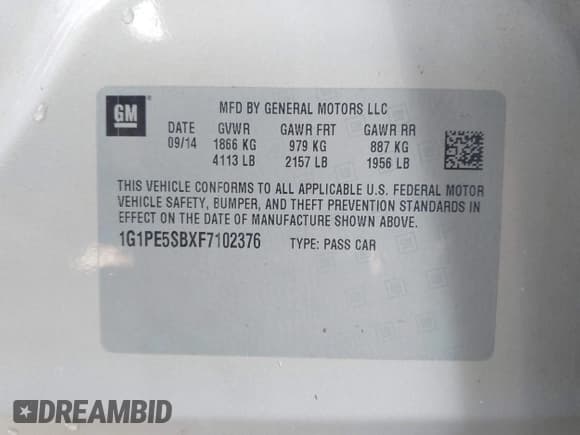 GM ®
MFD BY GENERAL MOTORS LLC
DATE GVWR GAWR FRT GAWR RR
09/14 1866 KG 979 KG 887 KG
4113 LB 2157 LB 1956 LB
THIS VEHICLE CONFORMS TO ALL APPLICABLE U.S. FEDERAL MOTOR
VEHICLE SAFETY, BUMPER, AND THEFT PREVENTION STANDARDS IN
EFFECT ON THE DATE OF MANUFACTURE SHOWN ABOVE.
1G1PE5SBXF7102376 TYPE: PASS CAR
DREAMBID